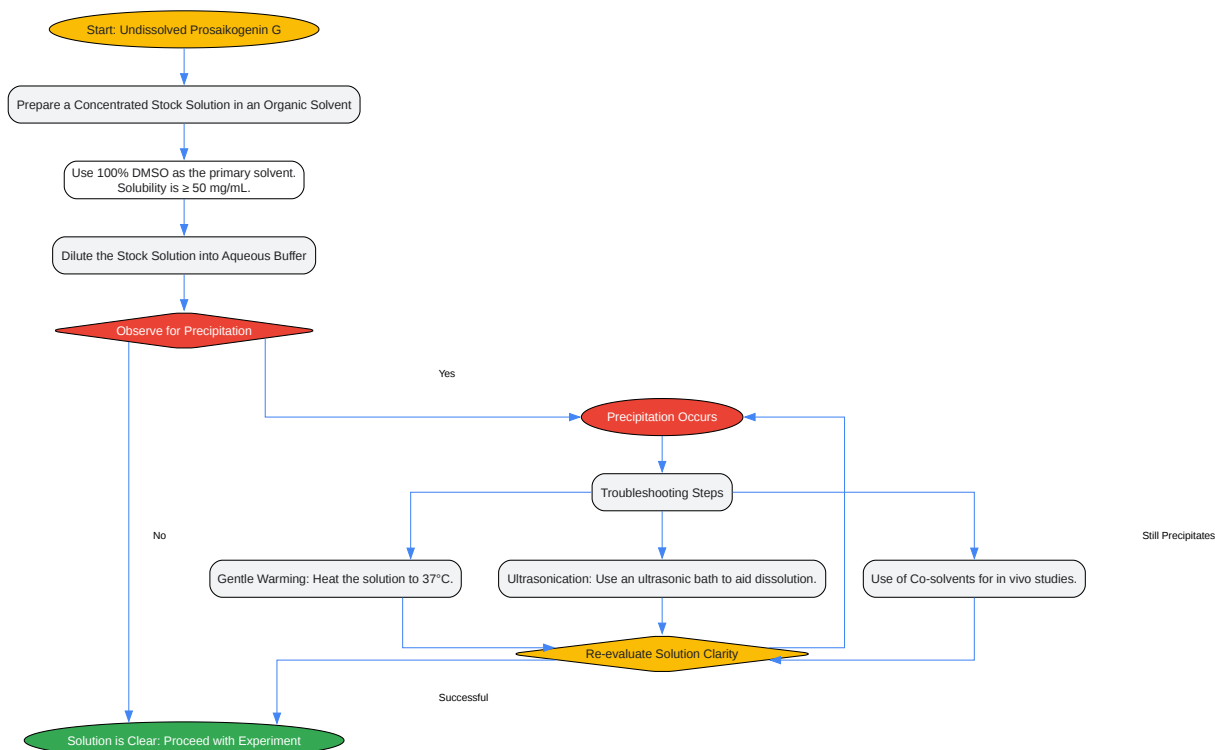 Start: Undissolved Prosaikogenin G
Prepare a Concentrated Stock Solution in an Organic Solvent
Use 100% DMSO as the primary solvent.
Solubility is ≥ 50 mg/mL.
Dilute the Stock Solution into Aqueous Buffer
Observe for Precipitation
Yes
Precipitation Occurs
Troubleshooting Steps
No
Still Precipitates
Gentle Warming: Heat the solution to 37°C.
Ultrasonication: Use an ultrasonic bath to aid dissolution.
Use of Co-solvents for in vivo studies.
Re-evaluate Solution Clarity
Successful
Solution is Clear: Proceed with Experiment